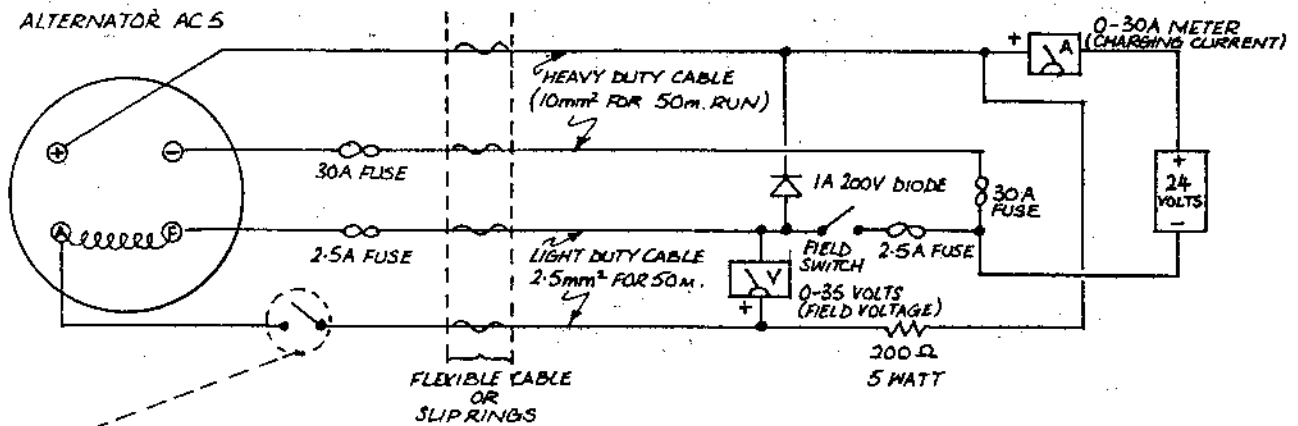 ALTERNATOR AC5
0-30A METER
(CHARGING CURRENT)
+
A
HEAVY DUTY CABLE
(10mm² FOR 50m. RUN)
+
-
30A FUSE
1A 200V DIODE
30A
FUSE
+
24
VOLTS
-
A
F
2.5A FUSE
LIGHT DUTY CABLE
2.5mm² FOR 50M.
FIELD
SWITCH
2.5A FUSE
V
+
0-35 VOLTS
(FIELD VOLTAGE)
200Ω
5 WATT
FLEXIBLE CABLE
OR
SLIPRINGS